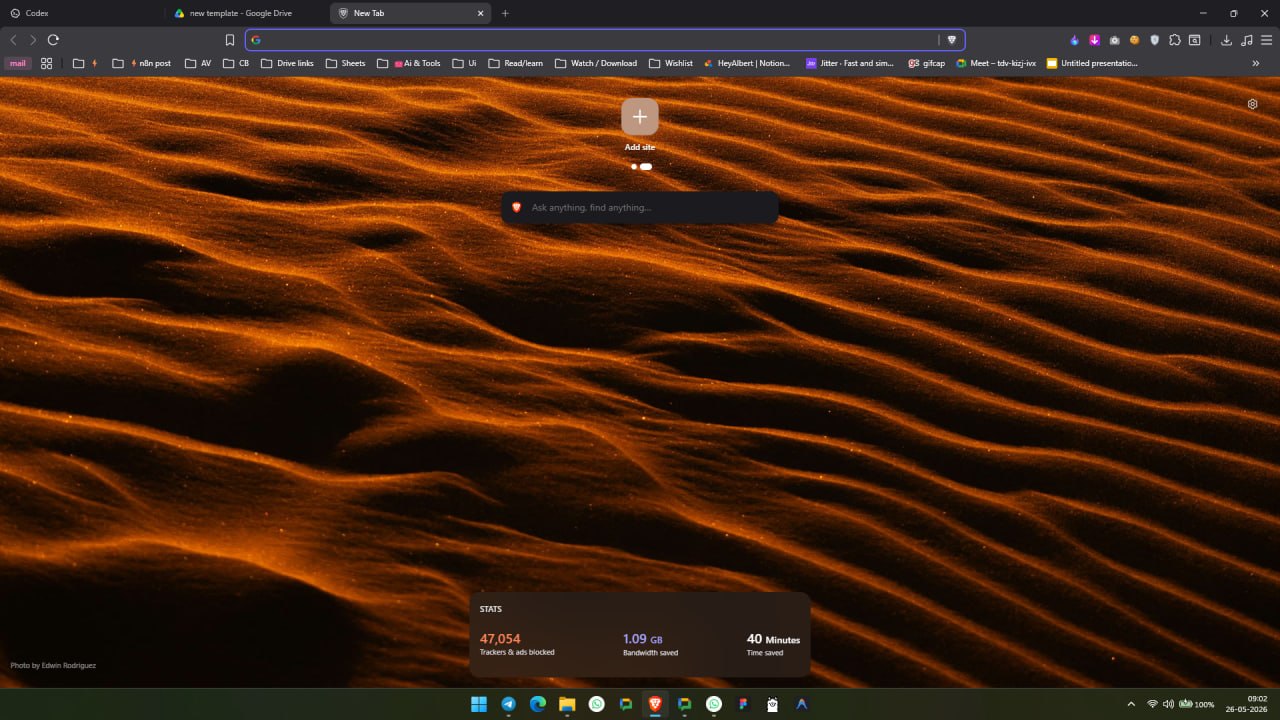 Codex
new template - Google Drive
New Tab
mail
n8n post
AV
CB
Drive links
Sheets
Ai & Tools
Ui
Read/learn
Watch / Download
Wishlist
HeyAlbert | Notion...
Jitter - Fast and sim...
gifcap
Meet – tdv-kizj-ivx
Untitled presentatio...
Add site
Ask anything, find anything...
STATS
47,054
Trackers & ads blocked
1.09 GB
Bandwidth saved
40 Minutes
Time saved
Photo by Edwin Rodriguez
100%
09:02
26-05-2026